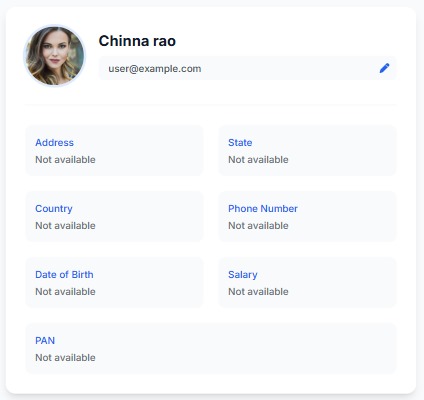 Chinna rao
user@example.com
Address
Not available
State
Not available
Country
Not available
Phone Number
Not available
Date of Birth
Not available
Salary
Not available
PAN
Not available